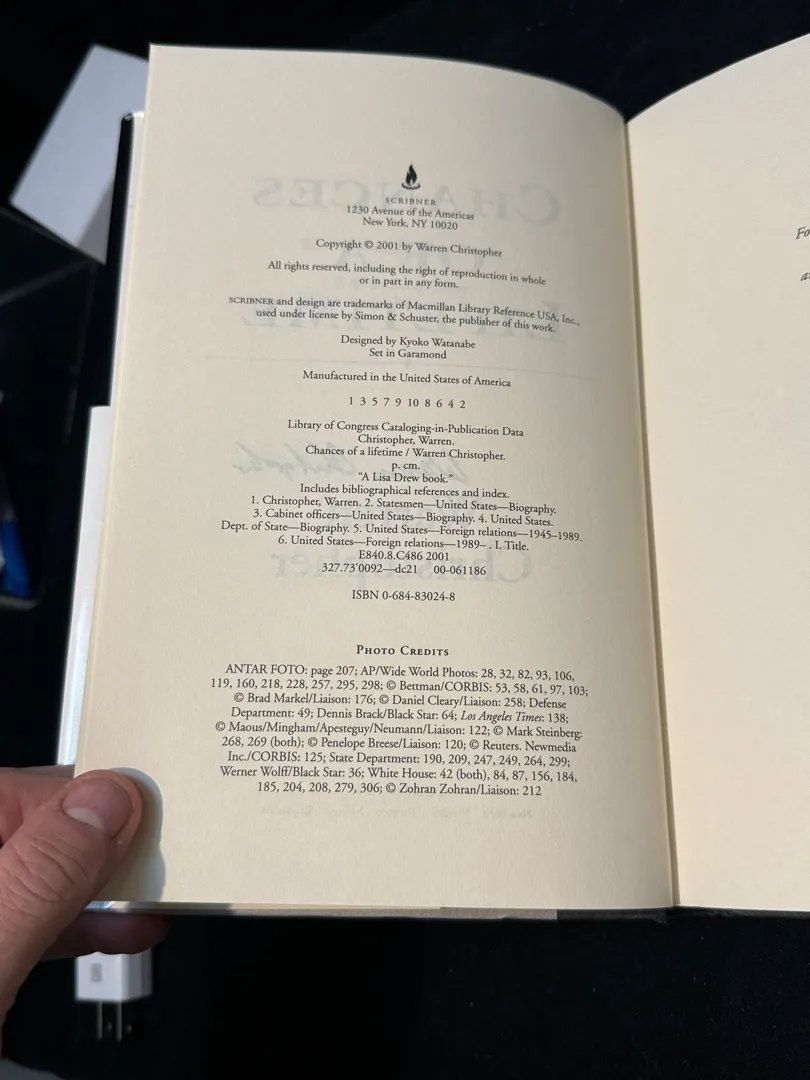 SCRIBNER
1230 Avenue of the Americas
New York, NY 10020
Copyright © 2001 by Warren Christopher
All rights reserved, including the right of reproduction in whole
or in part in any form.
SCRIBNER and design are trademarks of Macmillan Library Reference USA, Inc.,
used under license by Simon & Schuster, the publisher of this work.
Designed by Kyoko Watanabe
Set in Garamond
Manufactured in the United States of America
1 3 5 7 9 10 8 6 4 2
Library of Congress Cataloging-in-Publication Data
Christopher, Warren.
Chances of a lifetime / Warren Christopher.
p. cm.
"A Lisa Drew book."
Includes bibliographical references and index.
1. Christopher, Warren. 2. Statesmen—United States—Biography.
3. Cabinet officers—United States—Biography. 4. United States.
Dept. of State—Biography. 5. United States—Foreign relations—1945–1989.
6. United States—Foreign relations—1989– . I. Title.
E840.8.C486 2001
327.73'0092—dc21 00-061186
ISBN 0-684-83024-8
PHOTO CREDITS
ANTAR FOTO: page 207; AP/Wide World Photos: 28, 32, 82, 93, 106,
119, 160, 218, 228, 257, 295, 298; © Bettman/CORBIS: 53, 58, 61, 97, 103;
© Brad Markel/Liaison: 176; © Daniel Cleary/Liaison: 258; Defense
Department: 49; Dennis Brack/Black Star: 64; Los Angeles Times: 138;
© Maous/Mingham/Apesteguy/Neumann/Liaison: 122; © Mark Steinberg:
268, 269 (both); © Penelope Breese/Liaison: 120; © Reuters. Newmedia
Inc./CORBIS: 125; State Department: 190, 209, 247, 249, 264, 299;
Werner Wolff/Black Star: 36; White House: 42 (both), 84, 87, 156, 184,
185, 204, 208, 279, 306; © Zohran Zohran/Liaison: 212